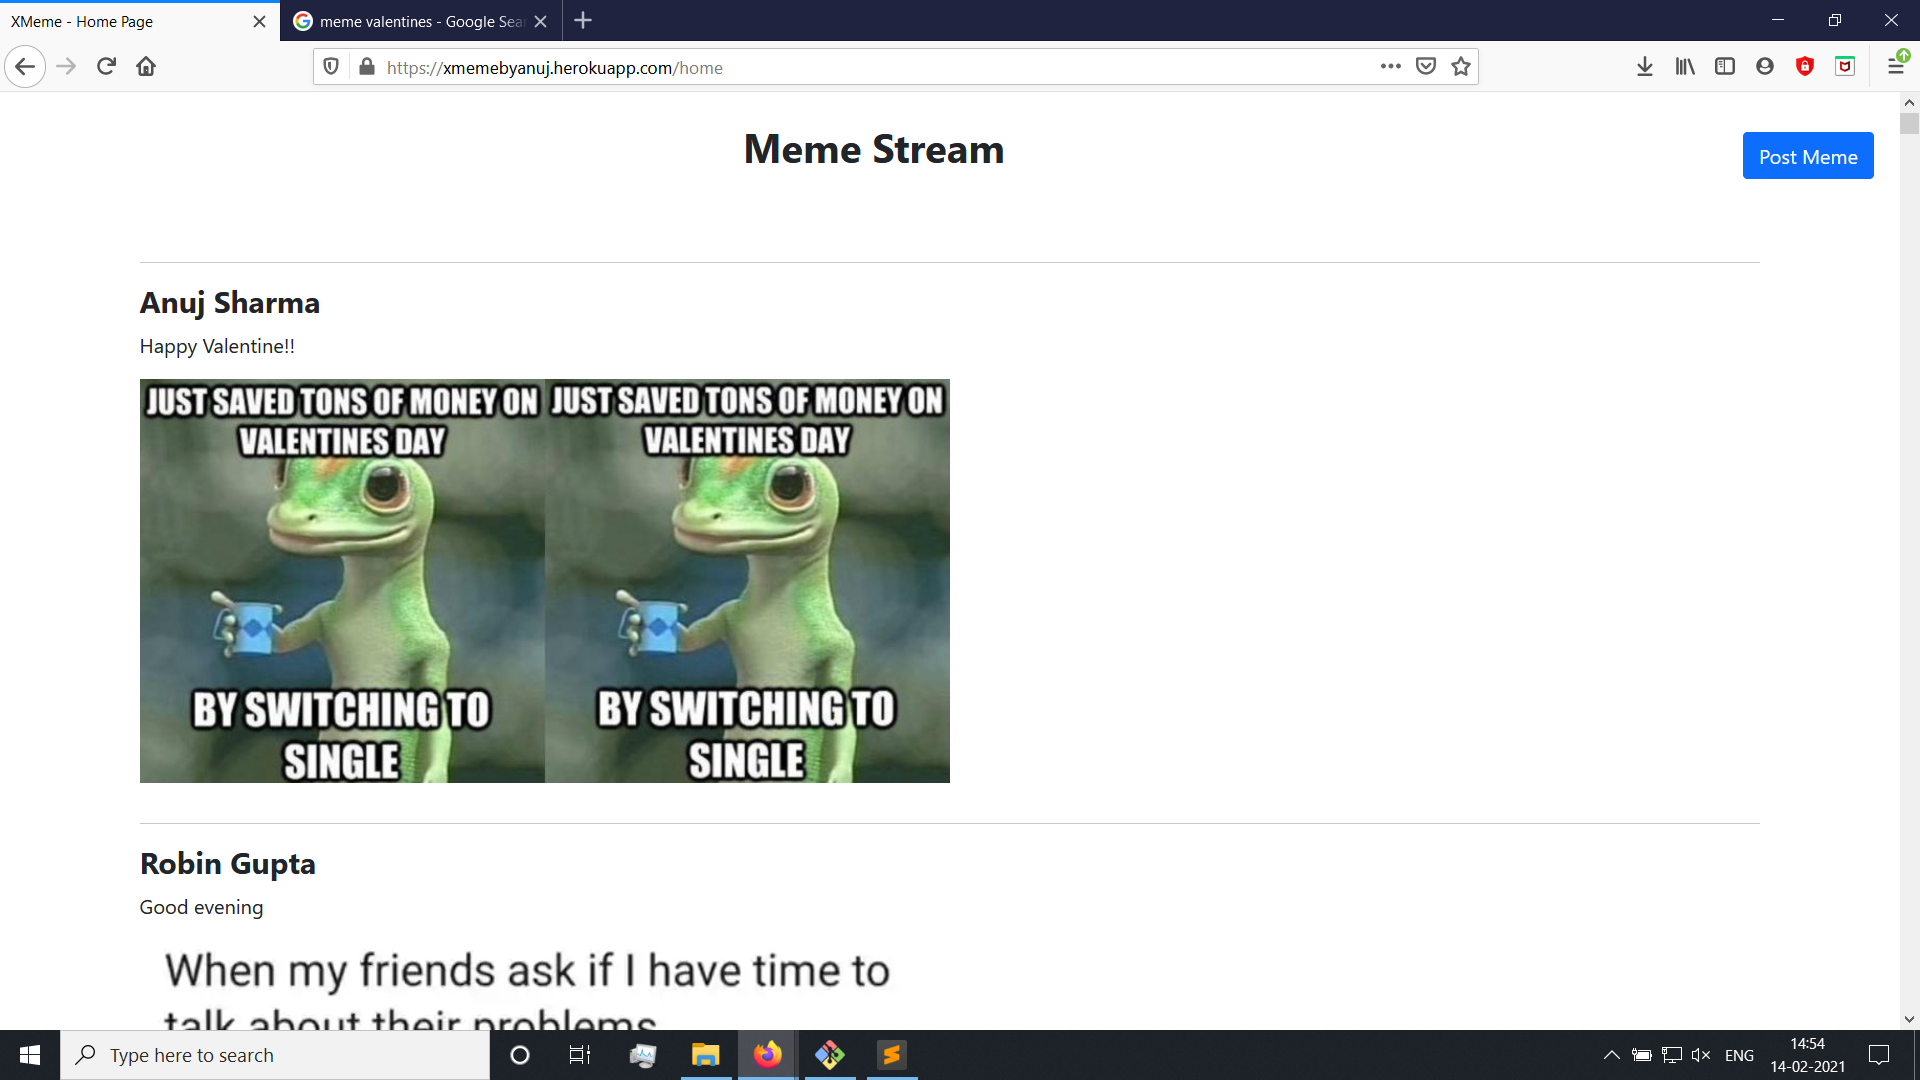 XMeme - Home Page
meme valentines - Google Sea
https://xmemebyanuj.herokuapp.com/home
Meme Stream
Post Meme
Anuj Sharma
Happy Valentine!!
JUST SAVED TONS OF MONEY ON
VALENTINES DAY
BY SWITCHING TO
SINGLE
JUST SAVED TONS OF MONEY ON
VALENTINES DAY
BY SWITCHING TO
SINGLE
Robin Gupta
Good evening
When my friends ask if I have time to
talk about their problems
Type here to search
ENG
14:54
14-02-2021